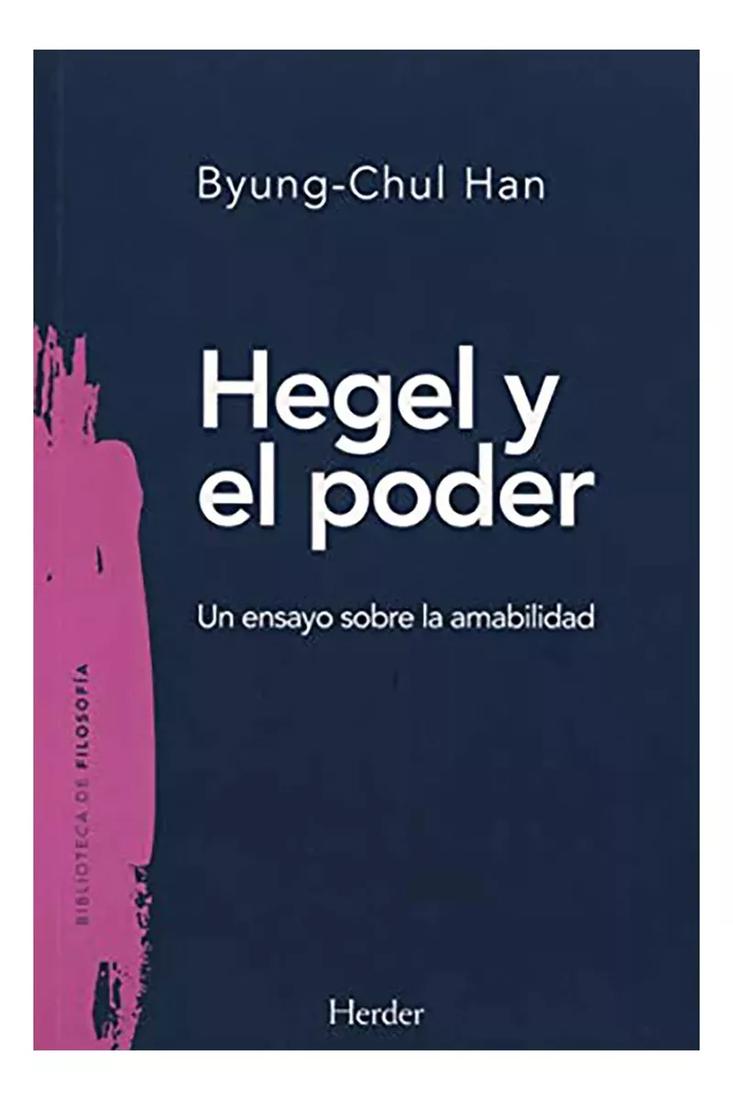 Byung-Chul Han
Hegel y
el poder
Un ensayo sobre la amabilidad
BIBLIOTECA DE FILOSOFÍA
Herder